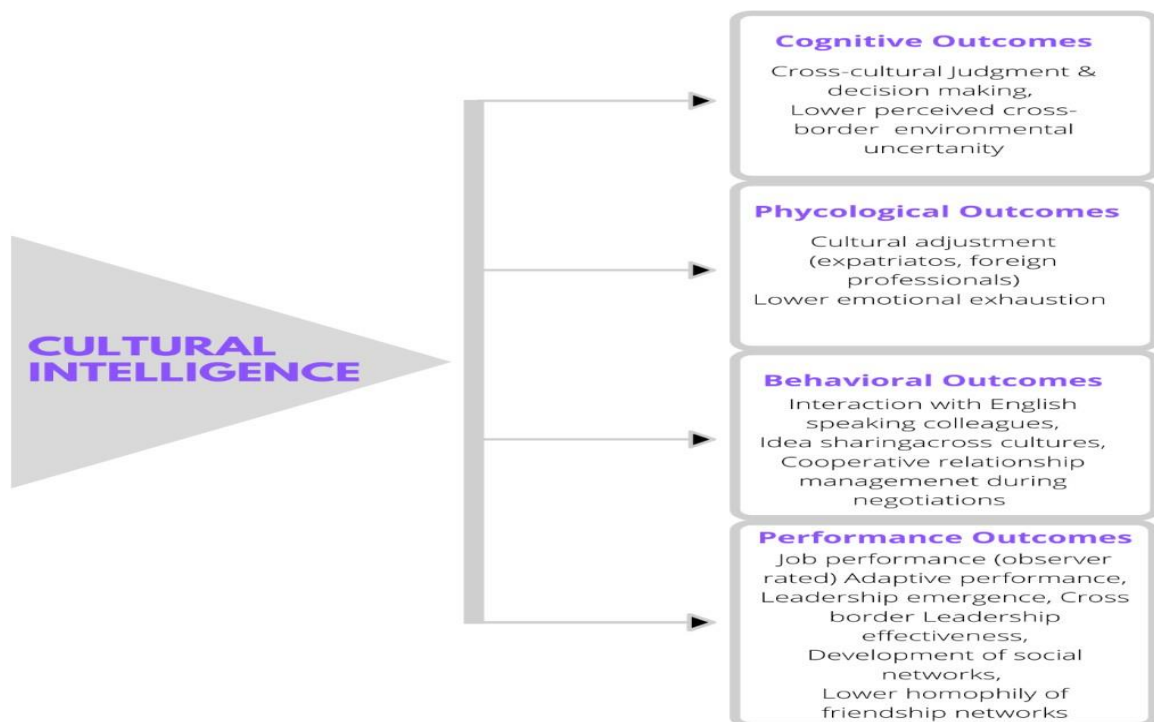 CULTURAL
INTELLIGENCE
Cognitive Outcomes
Cross-cultural Judgment &
decision making,
Lower perceived cross-
border environmental
uncertanity
Phycological Outcomes
Cultural adjustment
(expatriatos, foreign
professionals)
Lower emotional exhaustion
Behavioral Outcomes
Interaction with English
speaking colleagues,
Idea sharingacross cultures,
Cooperative relationship
managemenet during
negotiations
Performance Outcomes
Job performance (observer
rated) Adaptive performance,
Leadership emergence, Cross
border Leadership
effectiveness,
Development of social
networks,
Lower homophily of
friendship networks